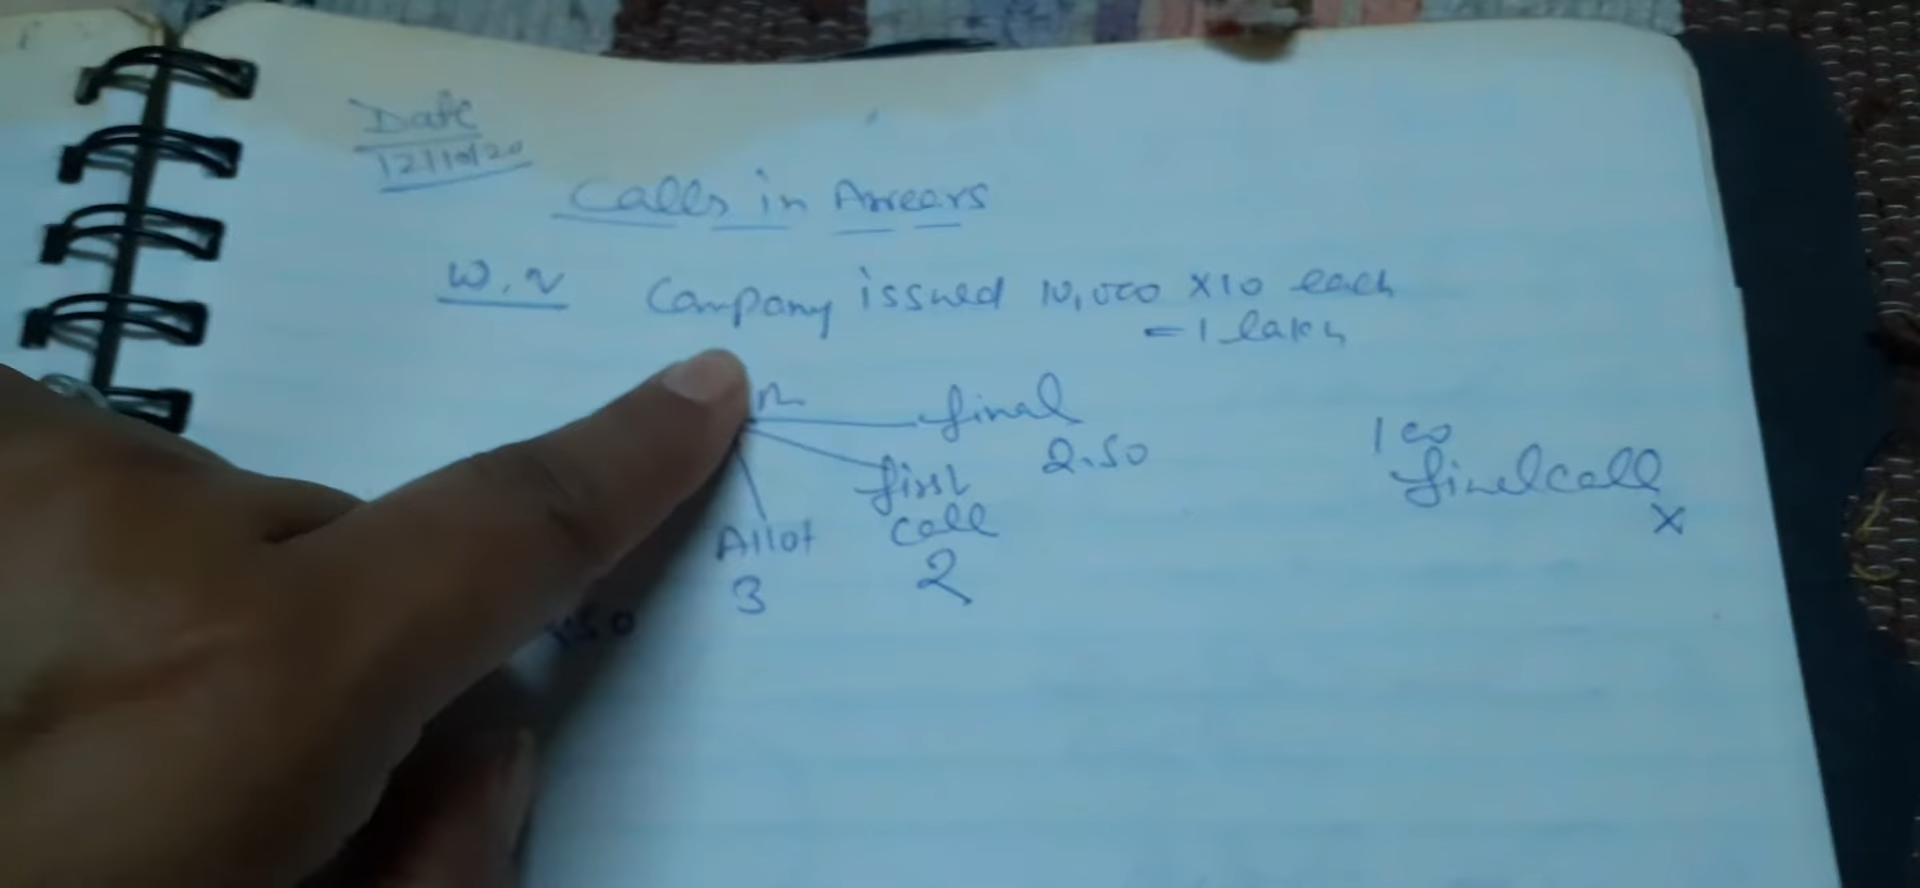 Date
12/10/20
Calls in Arrears
W.N Company issued 10,000 x10 each
= 1 lakh
final
2.50
first
call
2
Allot
3
100
final call
x